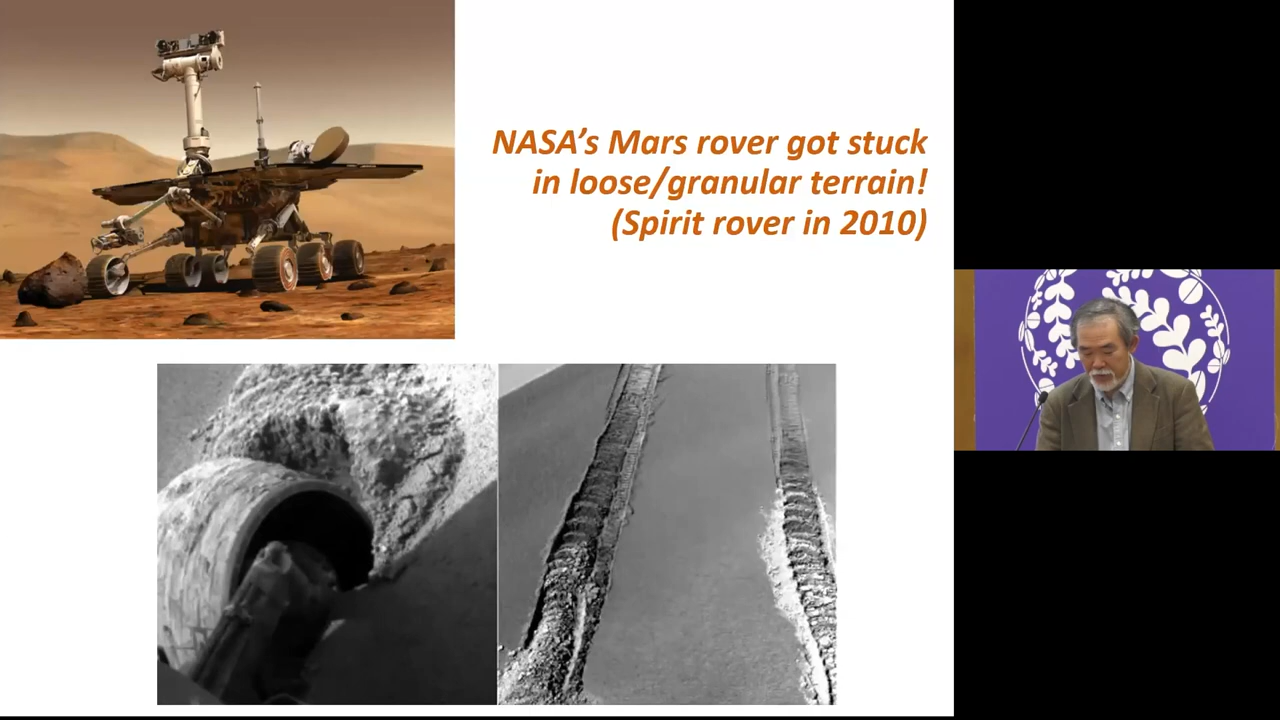 NASA’s Mars rover got stuck
in loose/granular terrain!
(Spirit rover in 2010)